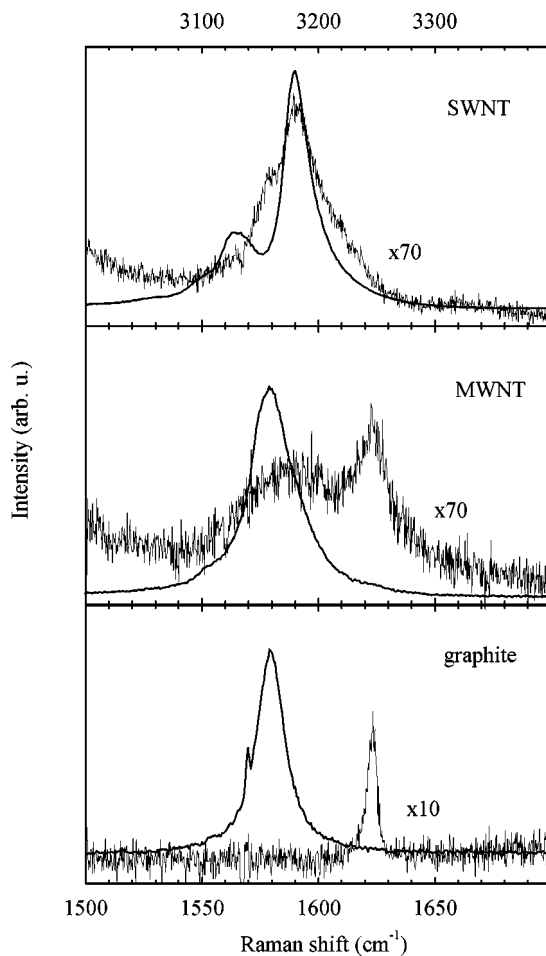 3100 3200 3300
SWNT
x70
MWNT
Intensity (arb. u.)
x70
graphite
x10
1500 1550 1600 1650
Raman shift (cm⁻¹)